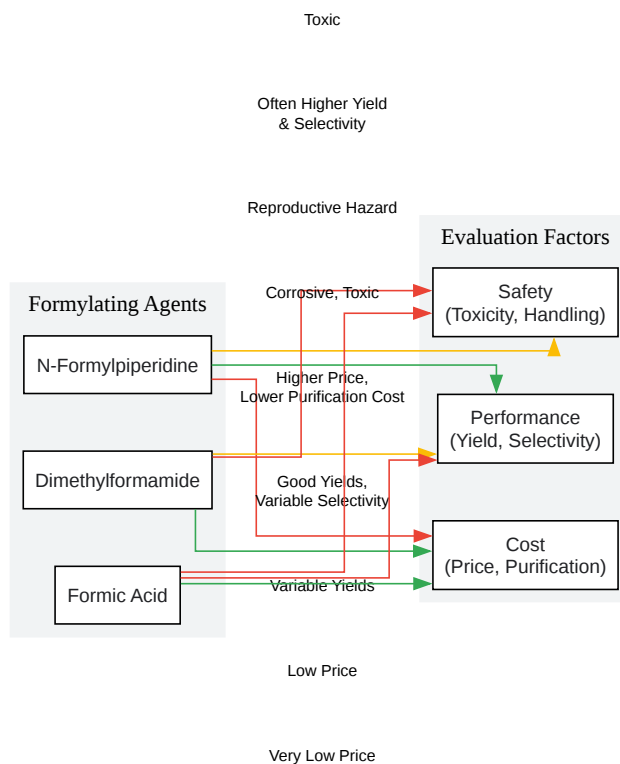 Toxic
Often Higher Yield
& Selectivity
Reproductive Hazard
Evaluation Factors
Corrosive, Toxic
Safety
(Toxicity, Handling)
Formylating Agents
N-Formylpiperidine
Higher Price,
Lower Purification Cost
Performance
(Yield, Selectivity)
Dimethylformamide
Good Yields,
Variable Selectivity
Cost
(Price, Purification)
Formic Acid
Variable Yields
Low Price
Very Low Price